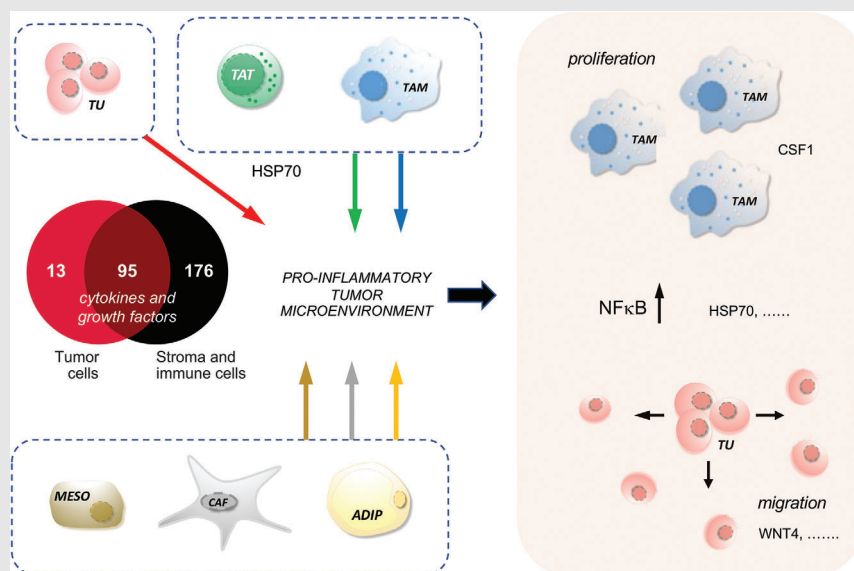 TU
TAT
TAM
HSP70
13
95
176
cytokines and
growth factors
Tumor
cells
Stroma and
immune cells
PRO-INFLAMMATORY
TUMOR
MICROENVIRONMENT
MESO
CAF
ADIP
proliferation
TAM
TAM
TAM
CSF1
NFκB
HSP70, ......
TU
migration
WNT4, .......